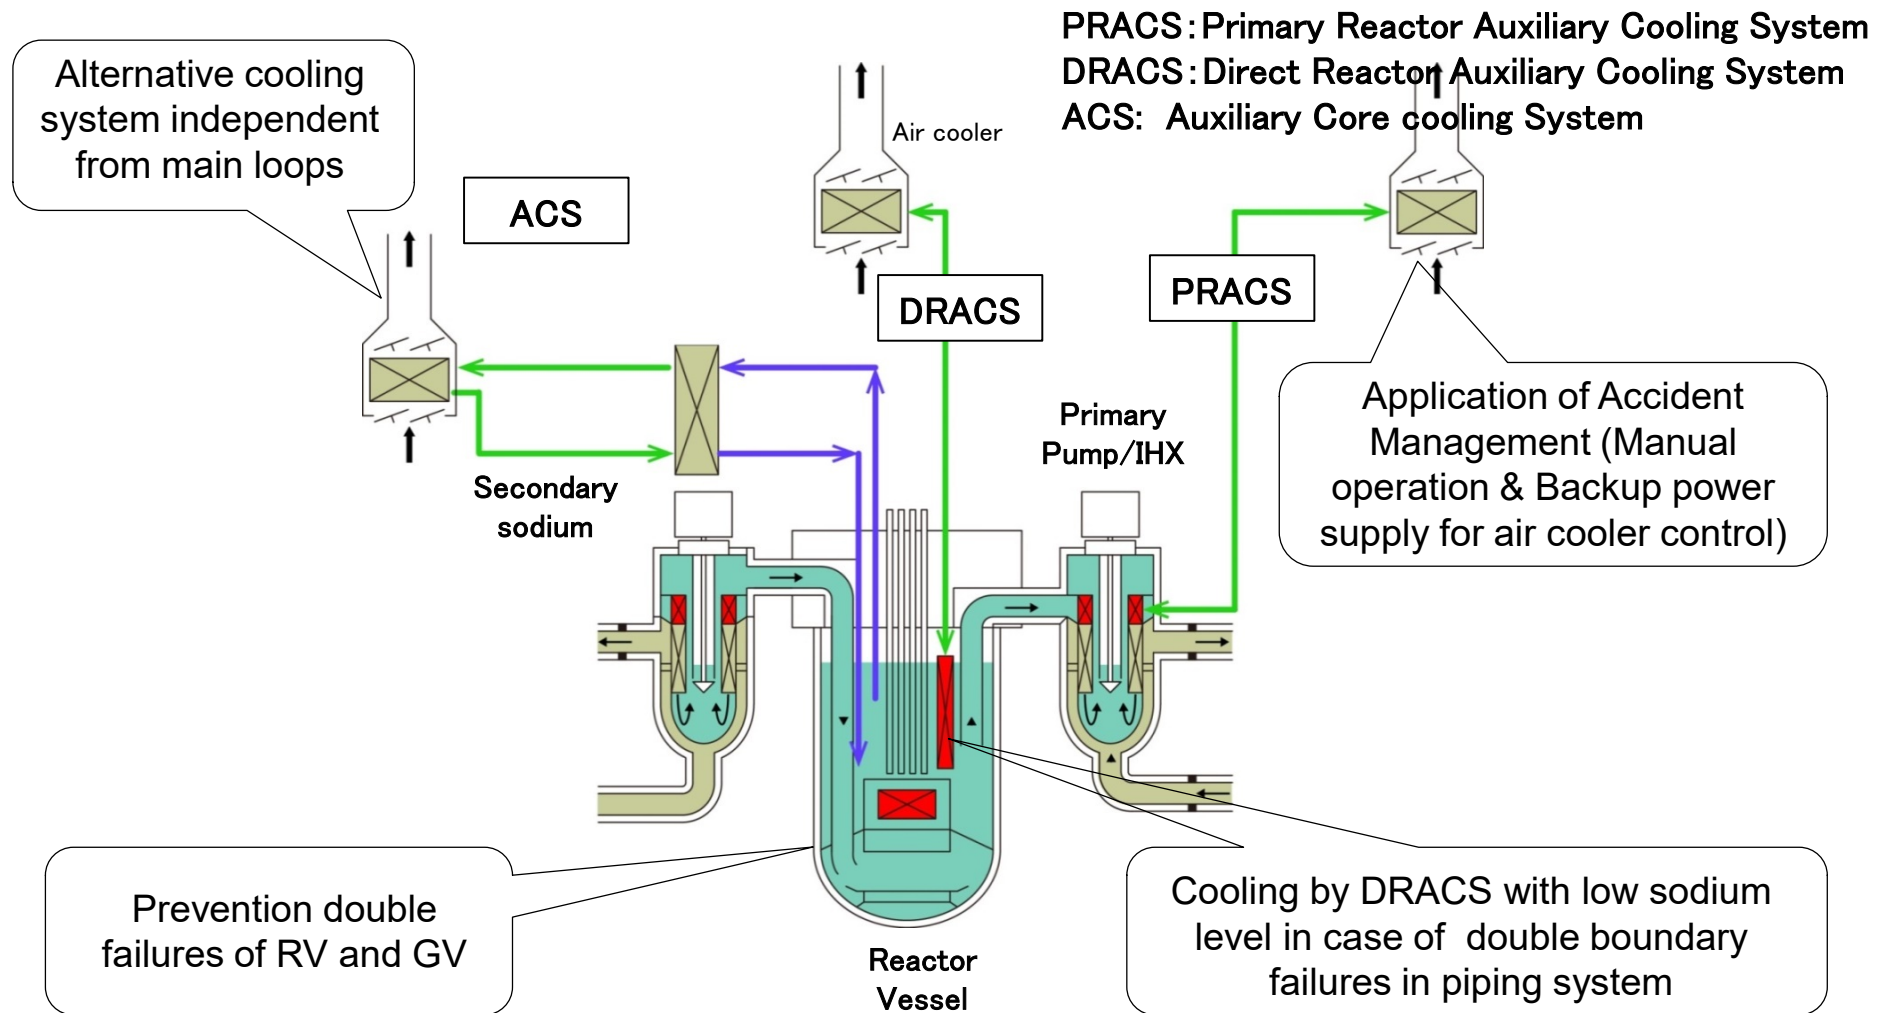 PRACS：Primary Reactor Auxiliary Cooling System
DRACS：Direct Reactor Auxiliary Cooling System
ACS:  Auxiliary Core cooling System
Alternative cooling
system independent
from main loops
ACS
Air cooler
DRACS
PRACS
Application of Accident
Management (Manual
operation & Backup power
supply for air cooler control)
Primary
Pump/IHX
Secondary
sodium
Prevention double
failures of RV and GV
Reactor
Vessel
Cooling by DRACS with low sodium
level in case of  double boundary
failures in piping system